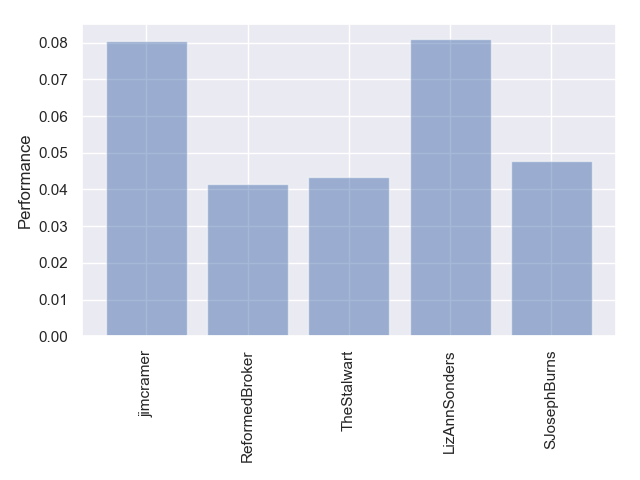 0.08
0.07
0.06
0.05
0.04
0.03
0.02
0.01
0.00
Performance
jimcramer
ReformedBroker
TheStalwart
LizAnnSonders
SJosephBurns